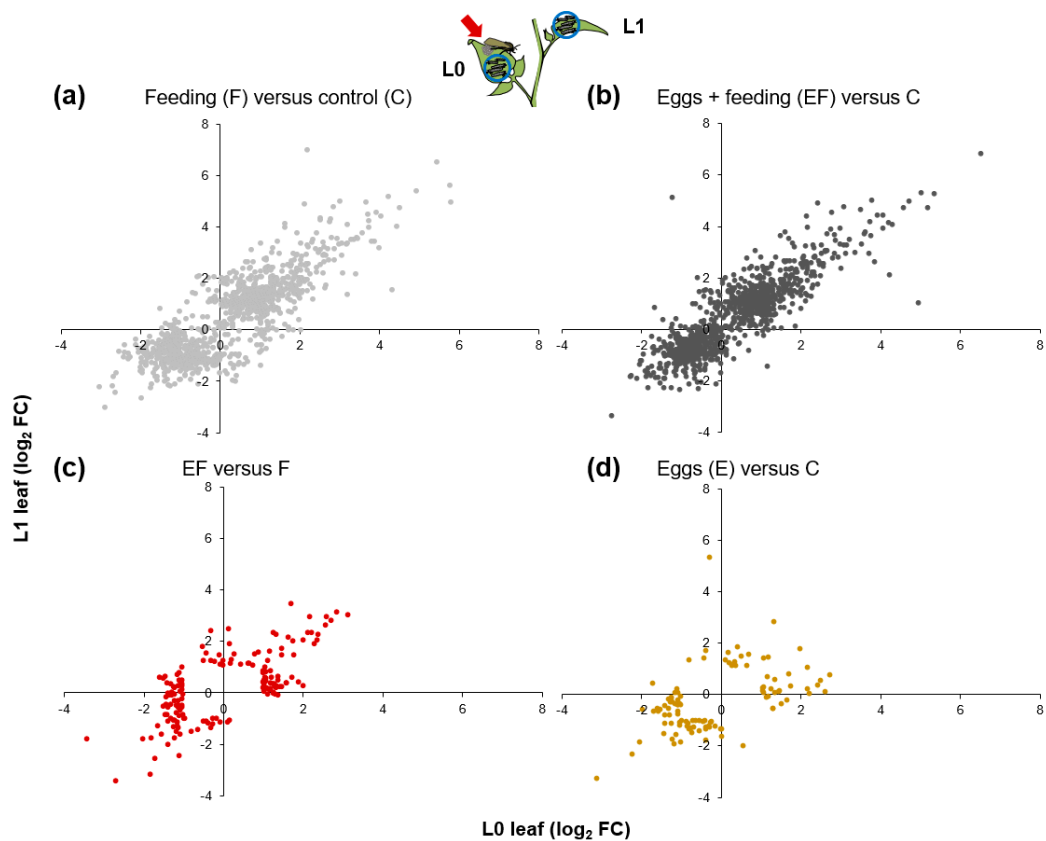 L1
L0
(a) Feeding (F) versus control (C)
(b) Eggs + feeding (EF) versus C
8
6
4
2
0
-2
-4
-4 -2 0 2 4 6 8
8
6
4
2
0
-2
-4
-4 -2 0 2 4 6 8
(c) EF versus F
(d) Eggs (E) versus C
8
6
4
2
0
-2
-4
-4 -2 0 2 4 6 8
8
6
4
2
0
-2
-4
-4 -2 0 2 4 6 8
L1 leaf (log₂ FC)
L0 leaf (log₂ FC)